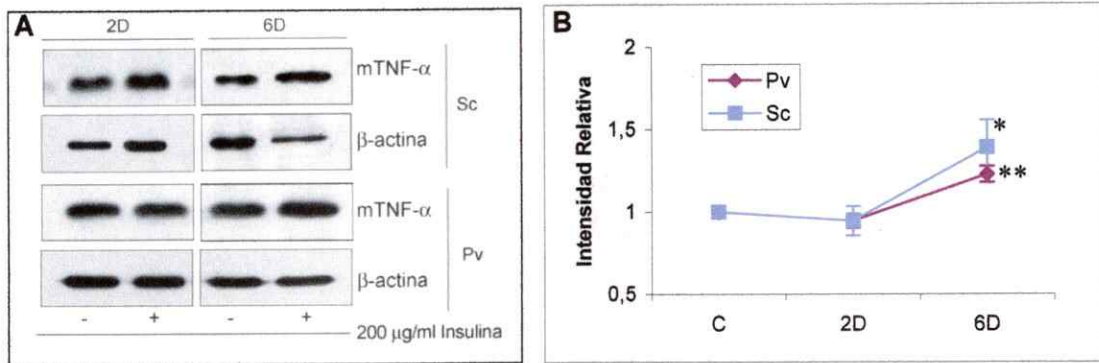 A
2D 6D
mTNF-α
Sc
β-actina
mTNF-α
Pv
β-actina
- + - +
200 µg/ml Insulina
B
2
1,5
1
0,5
Intensidad Relativa
Pv
Sc
*
**
C 2D 6D